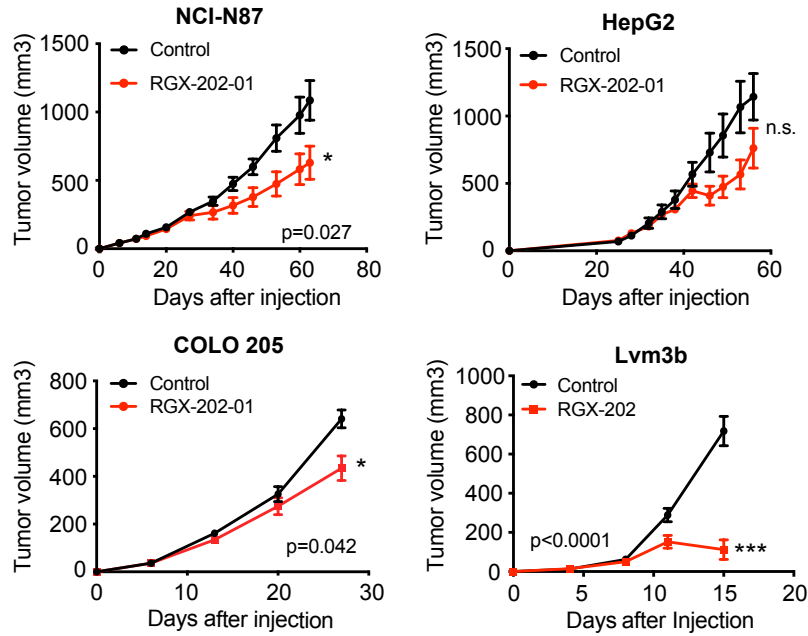 NCI-N87
Tumor volume (mm3)
1500
1000
500
0
Control
RGX-202-01
*
p=0.027
0 20 40 60 80
Days after injection
HepG2
Tumor volume (mm3)
1500
1000
500
0
Control
RGX-202-01
n.s.
0 20 40 60
Days after injection
COLO 205
Tumor volume (mm3)
800
600
400
200
0
Control
RGX-202-01
*
p=0.042
0 10 20 30
Days after injection
Lvm3b
Tumor volume (mm3)
1000
800
600
400
200
0
Control
RGX-202
p<0.0001
***
0 5 10 15 20
Days after Injection